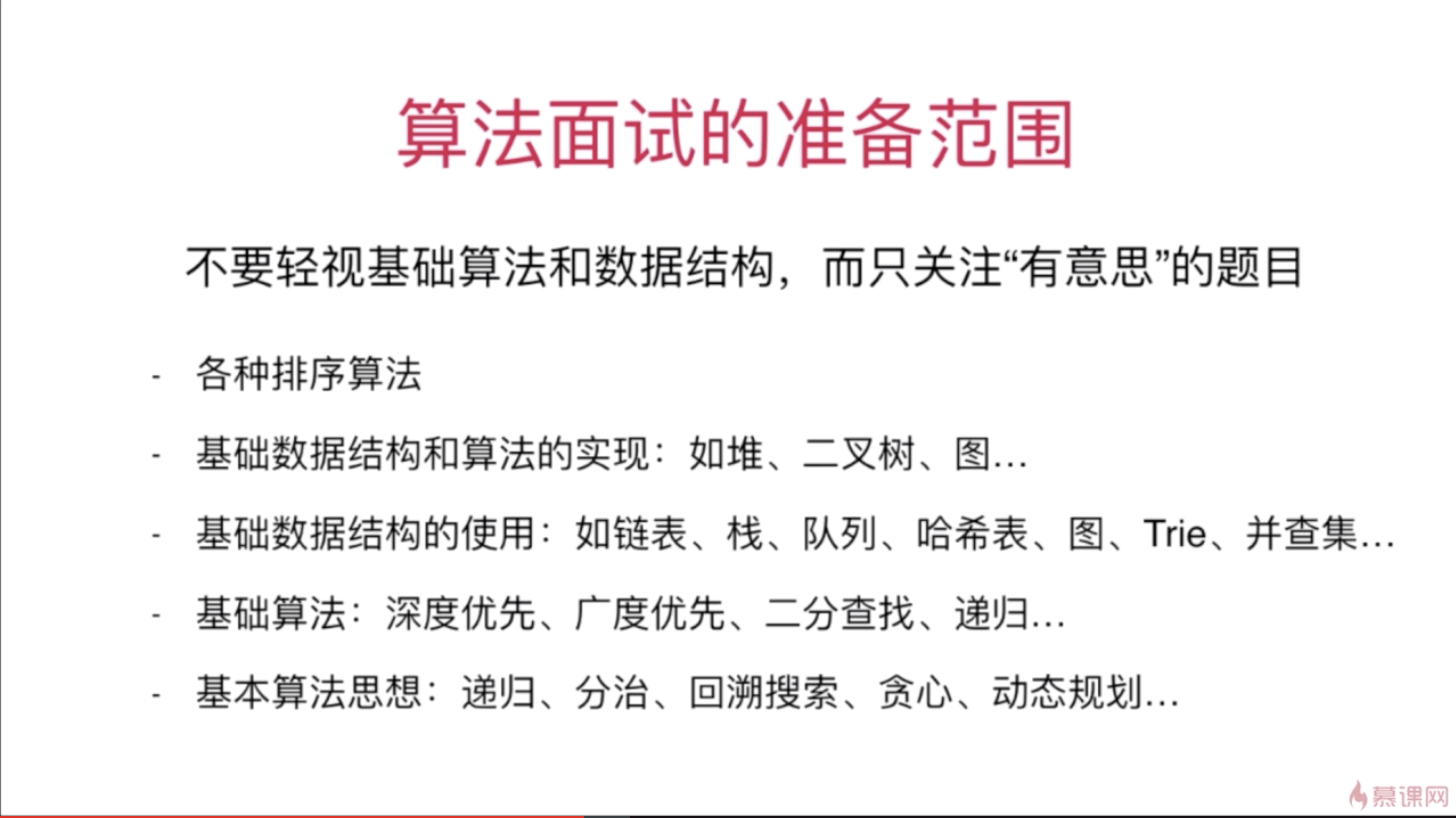 算法面试的准备范围
不要轻视基础算法和数据结构，而只关注“有意思”的题目
- 各种排序算法
- 基础数据结构和算法的实现：如堆、二叉树、图…
- 基础数据结构的使用：如链表、栈、队列、哈希表、图、Trie、并查集…
- 基础算法：深度优先、广度优先、二分查找、递归…
- 基本算法思想：递归、分治、回溯搜索、贪心、动态规划…
慕课网